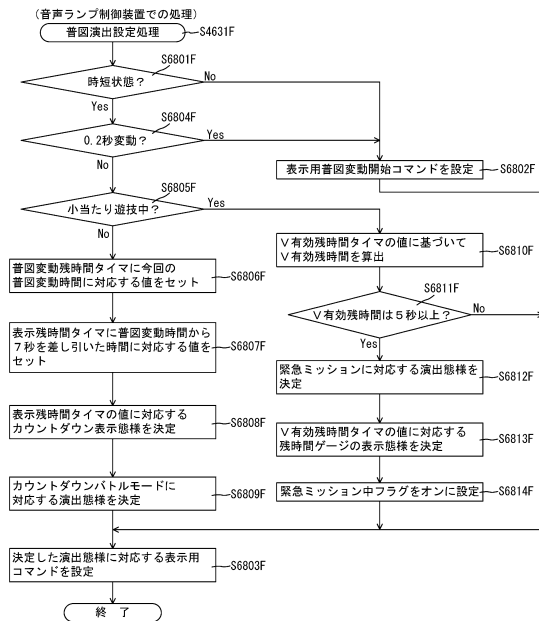 (音声ランプ制御装置での処理)
普図演出設定処理
S4631F
S6801F
時短状態?
No
Yes
S6804F
0.2秒変動?
Yes
No
表示用普図変動開始コマンドを設定
S6802F
S6805F
小当たり遊技中?
Yes
No
普図変動残時間タイマに今回の
普図変動時間に対応する値をセット
S6806F
表示残時間タイマに普図変動時間から
7秒を差し引いた時間に対応する値を
セット
S6807F
表示残時間タイマの値に対応する
カウントダウン表示態様を決定
S6808F
カウントダウンバトルモードに
対応する演出態様を決定
S6809F
V有効残時間タイマの値に基づいて
V有効残時間を算出
S6810F
S6811F
V有効残時間は5秒以上?
No
Yes
緊急ミッションに対応する演出態様を
決定
S6812F
V有効残時間タイマの値に対応する
残時間ゲージの表示態様を決定
S6813F
緊急ミッション中フラグをオンに設定
S6814F
決定した演出態様に対応する表示用
コマンドを設定
S6803F
終了